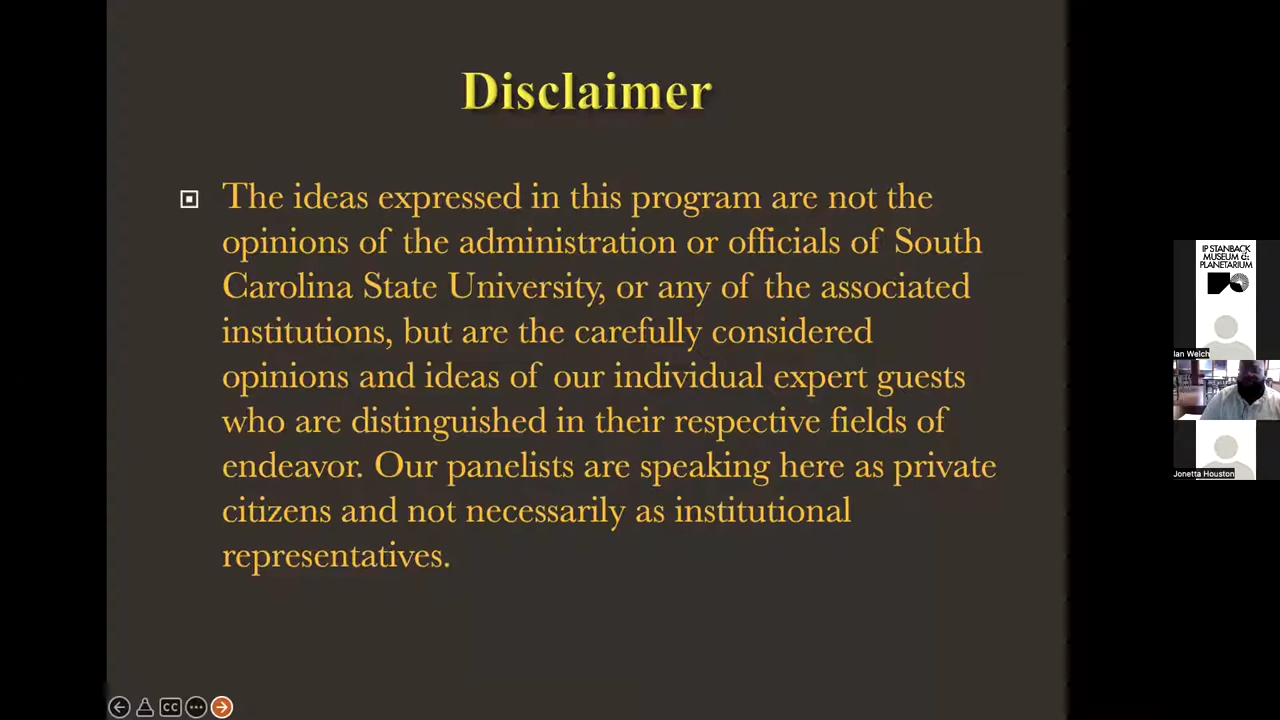 Disclaimer
The ideas expressed in this program are not the
opinions of the administration or officials of South
Carolina State University, or any of the associated
institutions, but are the carefully considered
opinions and ideas of our individual expert guests
who are distinguished in their respective fields of
endeavor. Our panelists are speaking here as private
citizens and not necessarily as institutional
representatives.
IP STANBACK
MUSEUM &
PLANETARIUM
Ian Welch
Jonetta Houston
CC